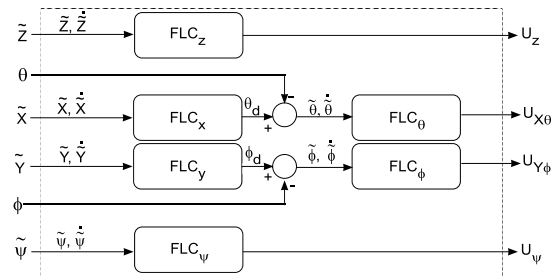 Z̃ Z̃, Z̃̇ FLC_z U_z
θ -
X̃ X̃, X̃̇ FLC_x θ_d + θ̃, θ̃̇ FLC_θ U_Xθ
Ỹ Ỹ, Ỹ̇ FLC_y ϕ_d + ϕ̃, ϕ̃̇ FLC_ϕ U_Yϕ
ϕ -
ψ̃ ψ̃, ψ̃̇ FLC_ψ U_ψ